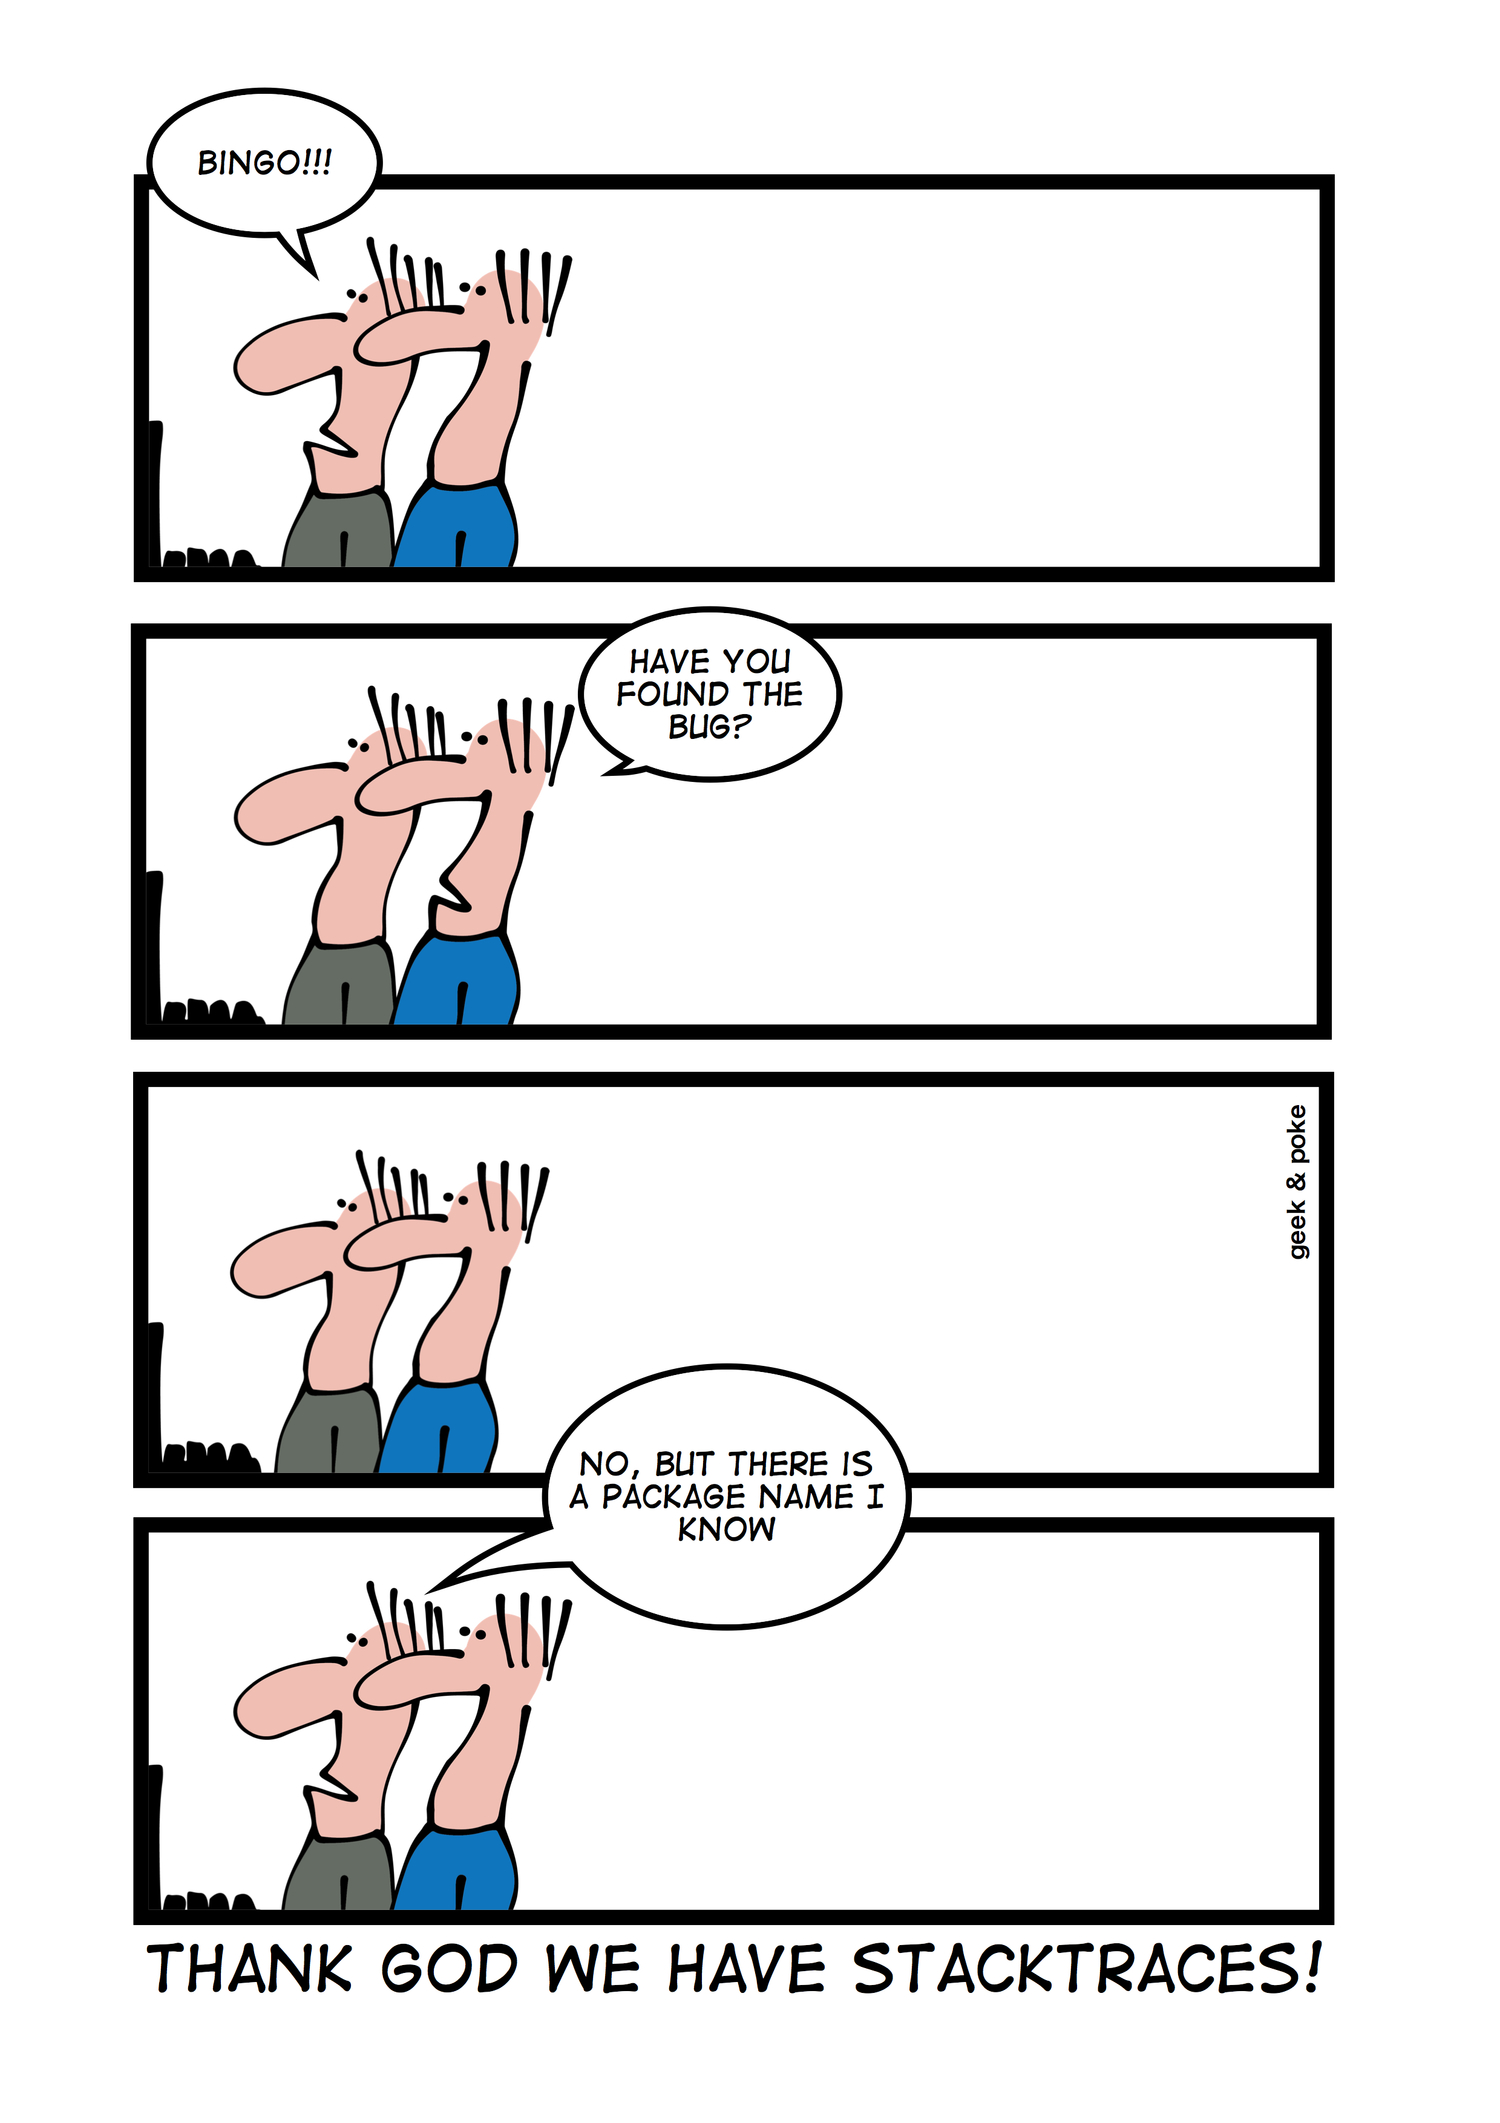 BINGO!!!
HAVE YOU
FOUND THE
BUG?
geek & poke
NO, BUT THERE IS
A PACKAGE NAME I
KNOW
THANK GOD WE HAVE STACKTRACES!